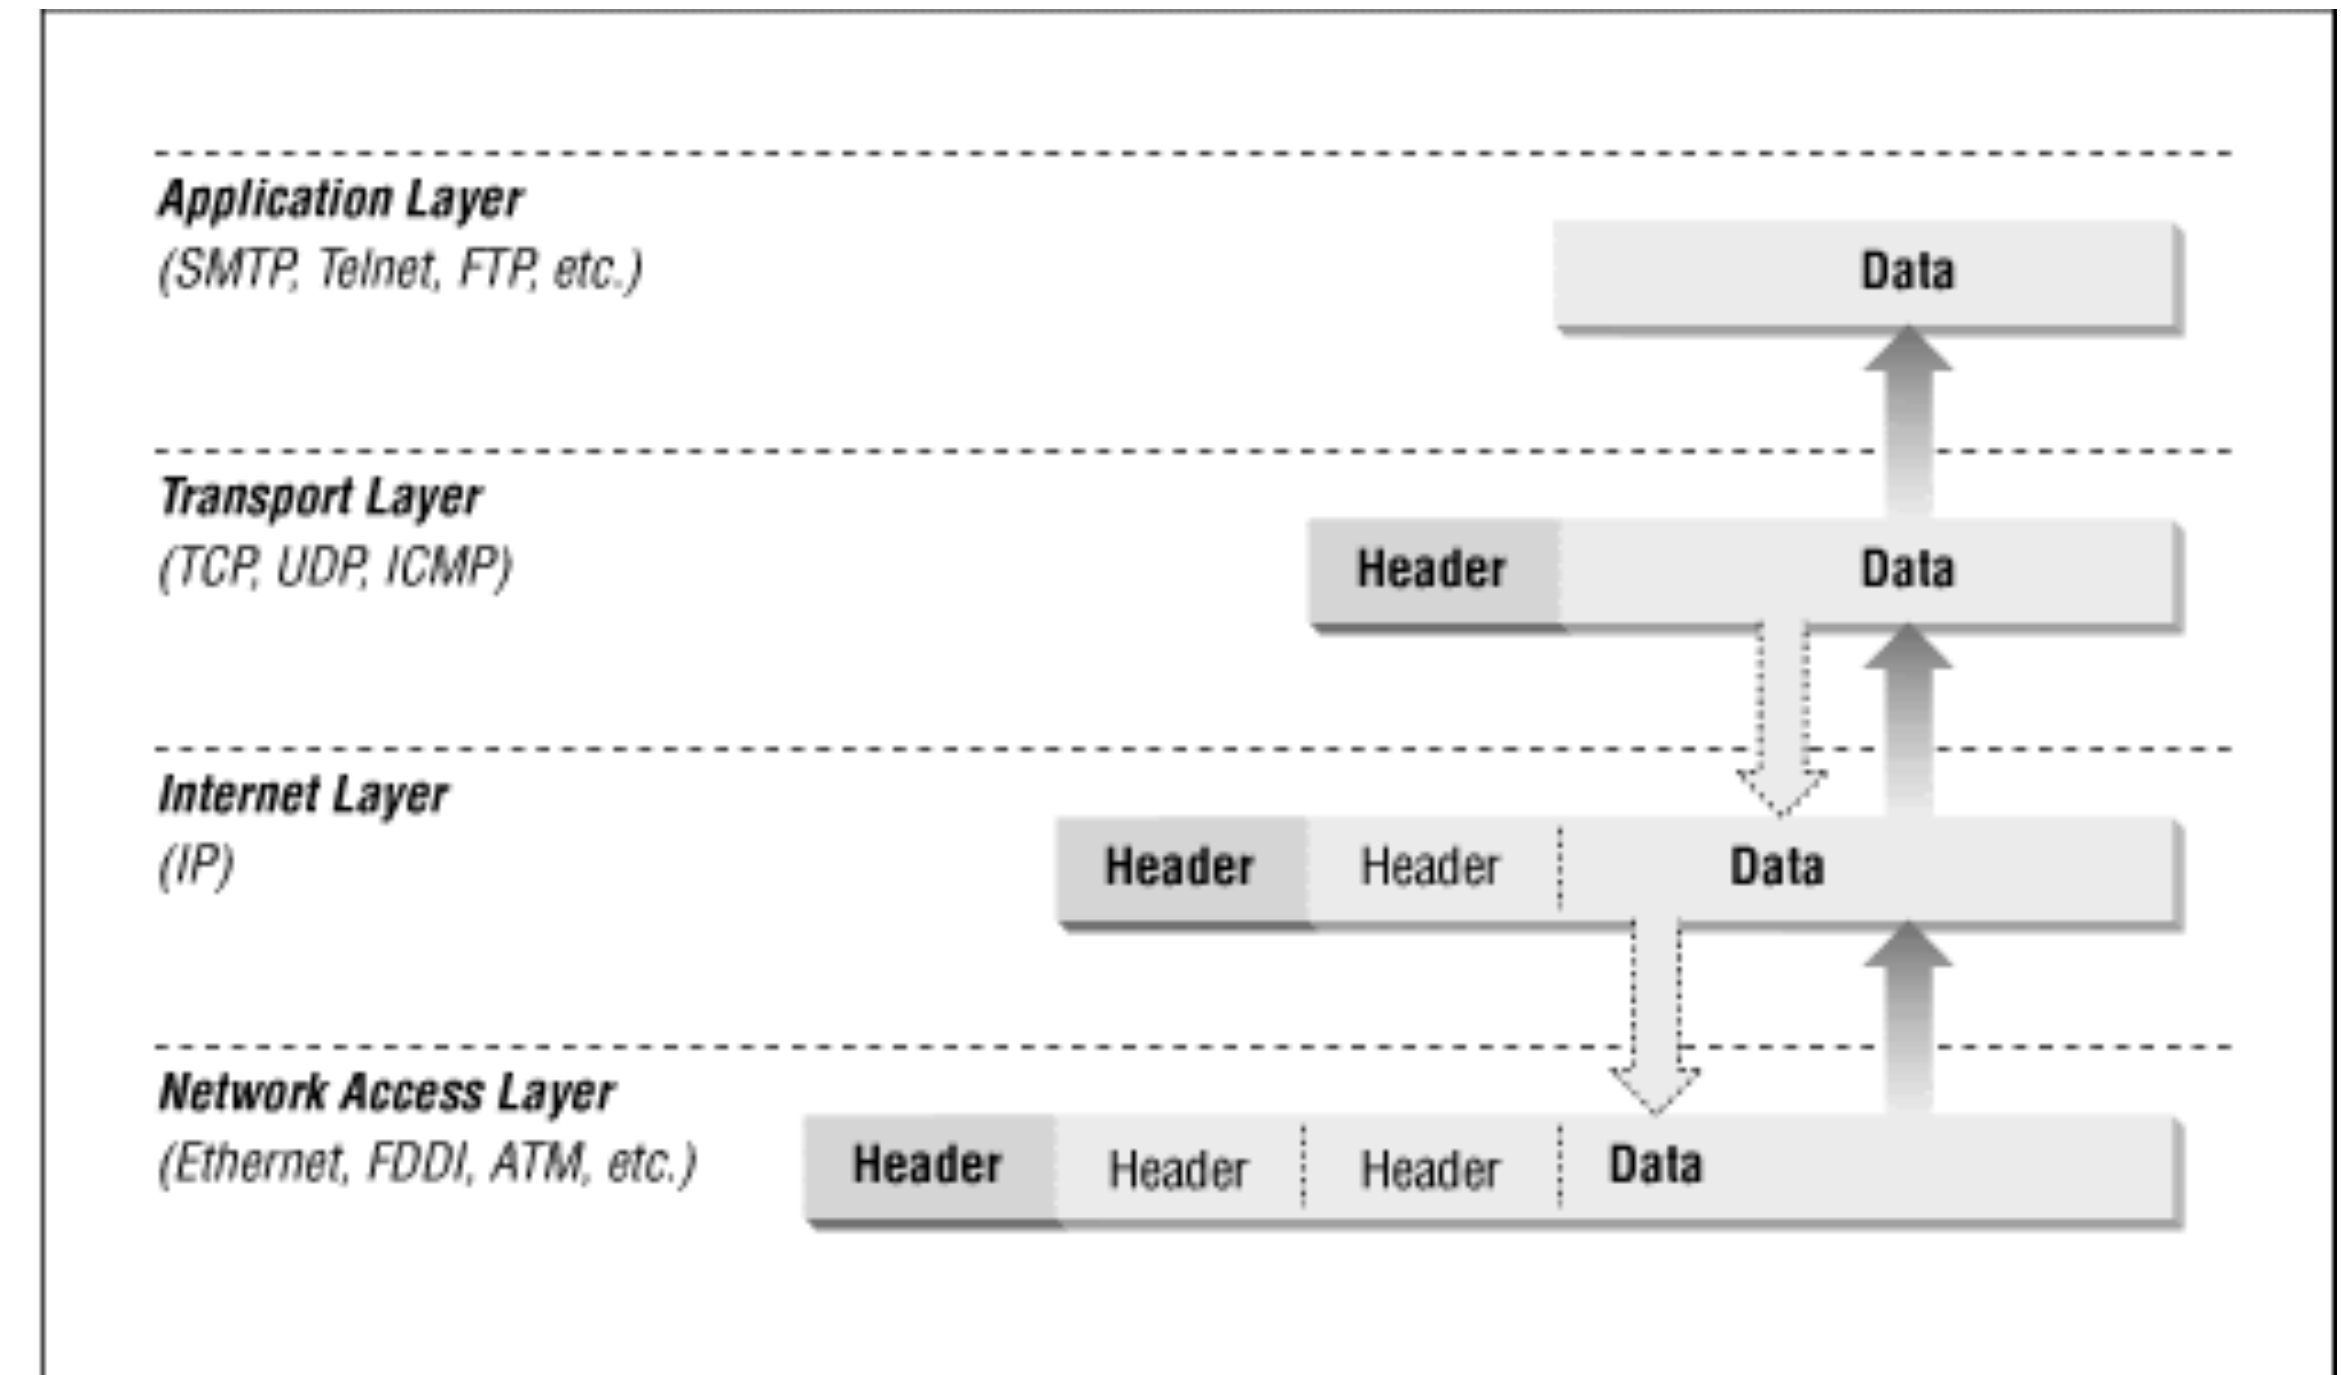 Application Layer
(SMTP, Telnet, FTP, etc.)
Data
Transport Layer
(TCP, UDP, ICMP)
Header Data
Internet Layer
(IP)
Header Header Data
Network Access Layer
(Ethernet, FDDI, ATM, etc.)
Header Header Header Data